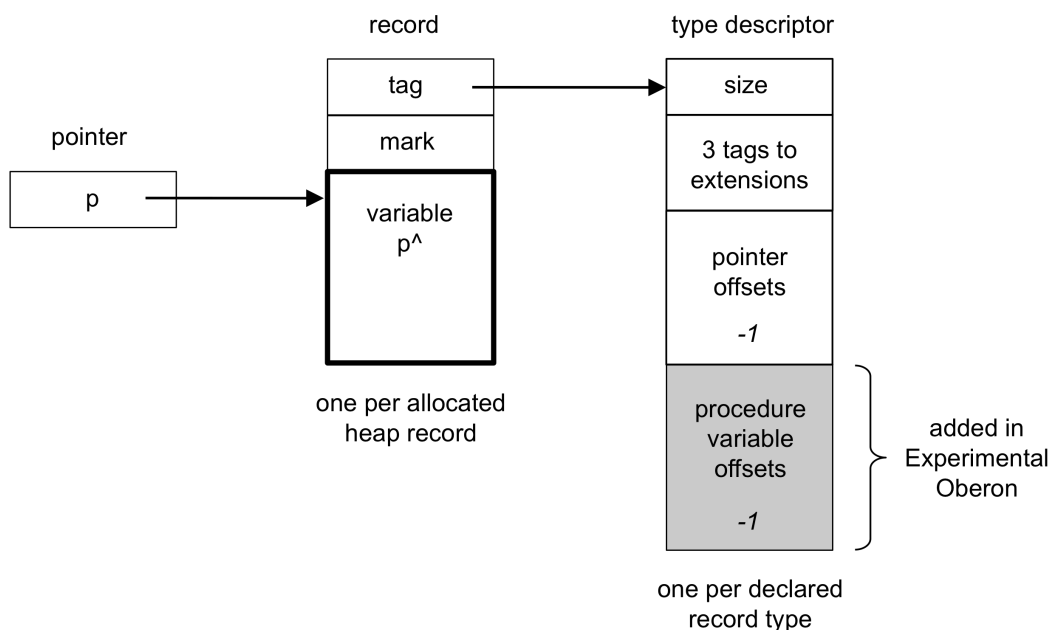 record
type descriptor
tag
size
mark
pointer
3 tags to
extensions
p
variable
p^
pointer
offsets
-1
one per allocated
heap record
procedure
variable
offsets
-1
added in
Experimental
Oberon
one per declared
record type